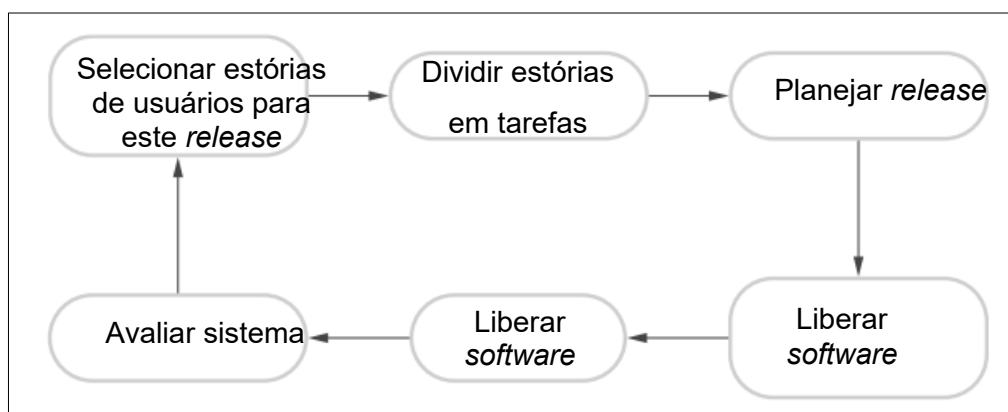 Selecionar estórias
de usuários para
este release
Dividir estórias
em tarefas
Planejar release
Liberar
software
Liberar
software
Avaliar sistema